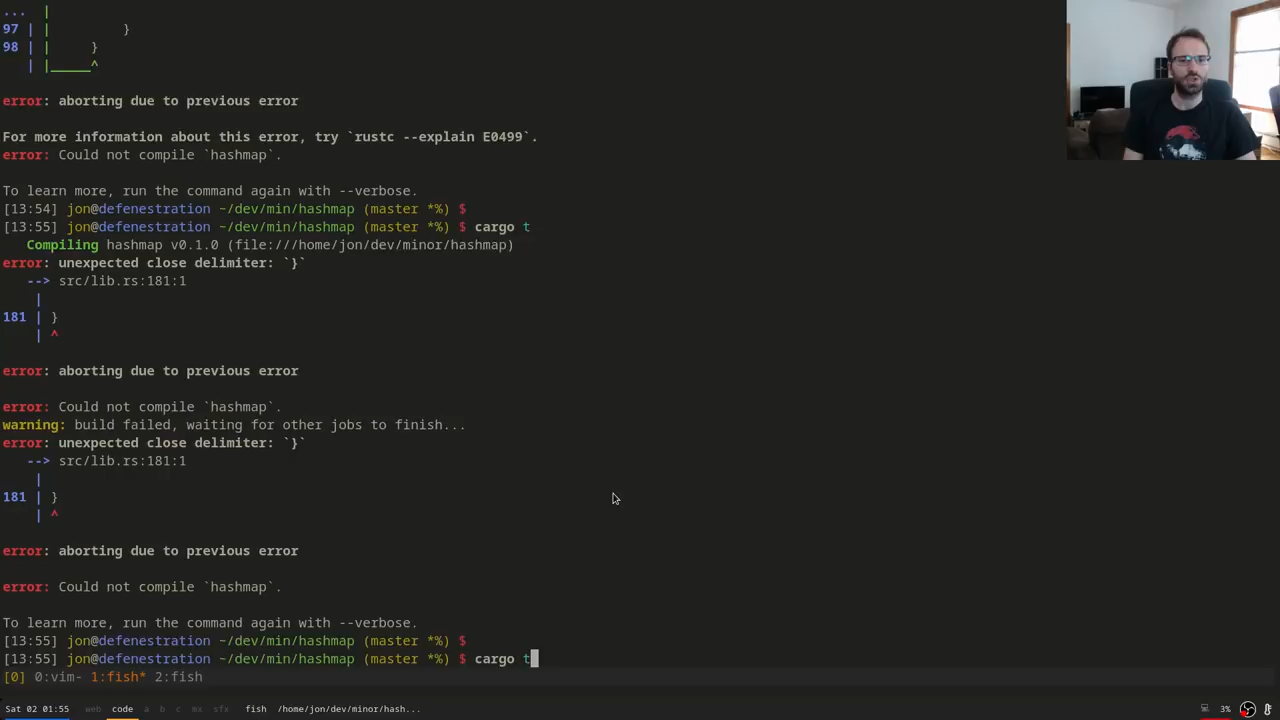 ...  |
97 | |             }
98 | |         }
   | |_____^
error: aborting due to previous error
For more information about this error, try `rustc --explain E0499`.
error: Could not compile `hashmap`.
To learn more, run the command again with --verbose.
[13:54] jon@defenestration ~/dev/min/hashmap (master *%) $
[13:55] jon@defenestration ~/dev/min/hashmap (master *%) $ cargo t
   Compiling hashmap v0.1.0 (file:///home/jon/dev/minor/hashmap)
error: unexpected close delimiter: `}`
   --> src/lib.rs:181:1
    |
181 | }
    | ^
error: aborting due to previous error
error: Could not compile `hashmap`.
warning: build failed, waiting for other jobs to finish...
error: unexpected close delimiter: `}`
   --> src/lib.rs:181:1
    |
181 | }
    | ^
error: aborting due to previous error
error: Could not compile `hashmap`.
To learn more, run the command again with --verbose.
[13:55] jon@defenestration ~/dev/min/hashmap (master *%) $
[13:55] jon@defenestration ~/dev/min/hashmap (master *%) $ cargo t
[0] 0:vim- 1:fish* 2:fish
Sat 02 01:55 web code a b c mx sfx fish /home/jon/dev/minor/hash... 3%